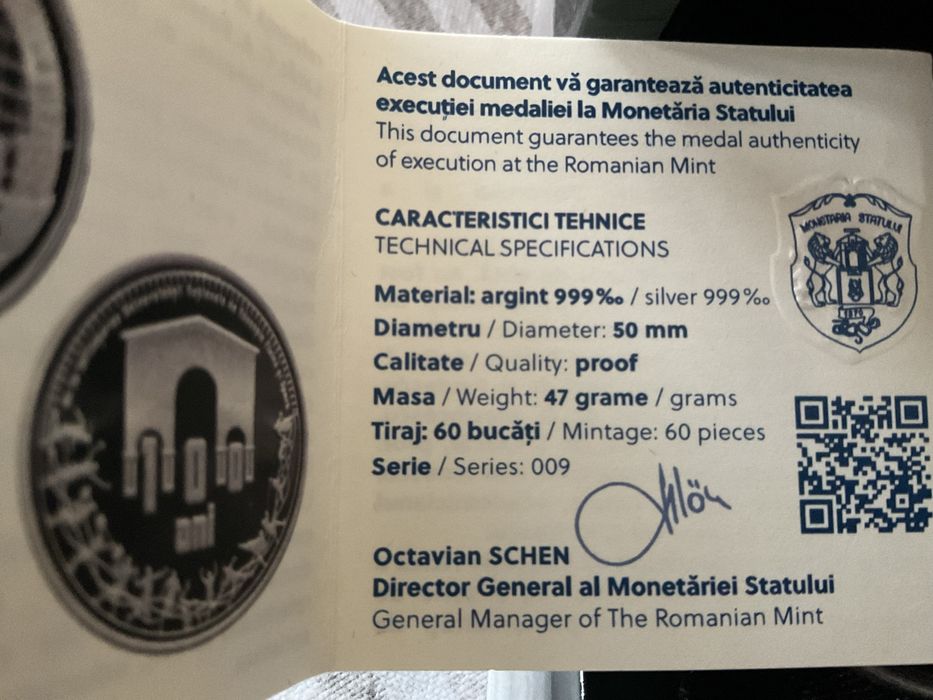 Acest document vă garantează autenticitatea
execuției medaliei la Monetăria Statului
This document guarantees the medal authenticity
of execution at the Romanian Mint
CARACTERISTICI TEHNICE
TECHNICAL SPECIFICATIONS
MONETARIA STATULUI
1870
Material: argint 999‰ / silver 999‰
Diametru / Diameter: 50 mm
Calitate / Quality: proof
Masa / Weight: 47 grame / grams
Tiraj: 60 bucăți / Mintage: 60 pieces
Serie / Series: 009
Octavian SCHEN
Director General al Monetăriei Statului
General Manager of The Romanian Mint
100
ani